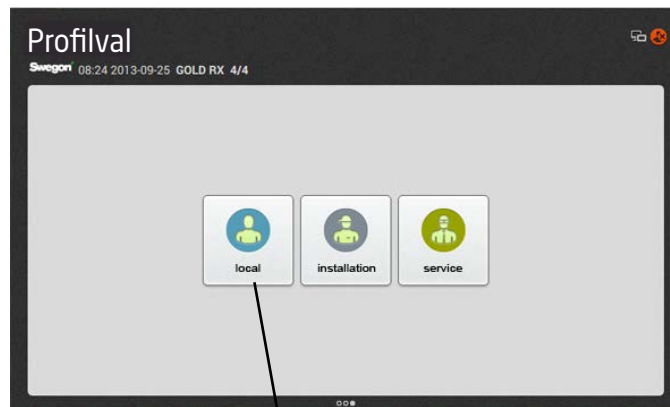 Profilval
Swegon 08:24 2013-09-25 GOLD RX 4/4
local installation service